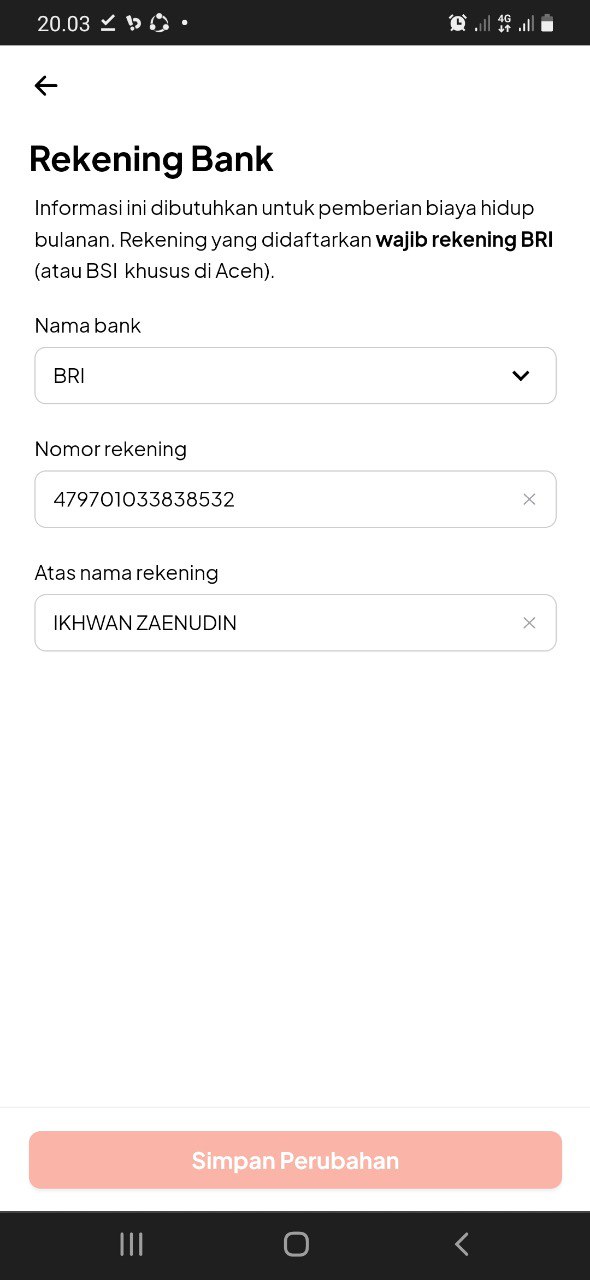 20.03
4G
Rekening Bank
Informasi ini dibutuhkan untuk pemberian biaya hidup
bulanan. Rekening yang didaftarkan wajib rekening BRI
(atau BSI khusus di Aceh).
Nama bank
BRI
Nomor rekening
479701033838532
Atas nama rekening
IKHWAN ZAENUDIN
Simpan Perubahan